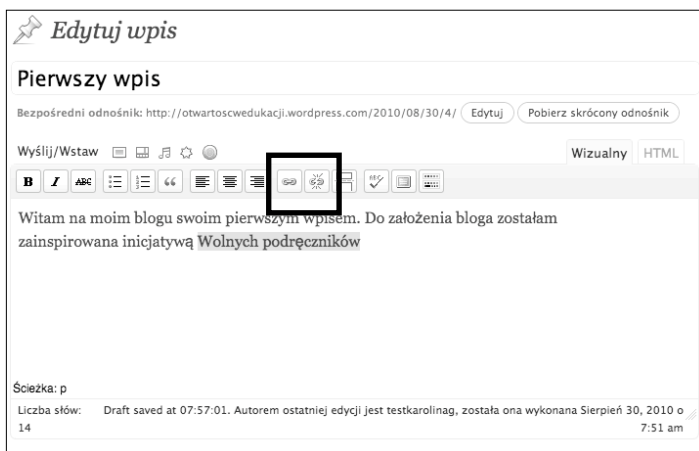 Edytuj wpis
Pierwszy wpis
Bezpośredni odnośnik: http://otwartoscwedukacji.wordpress.com/2010/08/30/4/ Edytuj Pobierz skrócony odnośnik
Wyślij/Wstaw Wizualny HTML
B I ABC ABC
Witam na moim blogu swoim pierwszym wpisem. Do założenia bloga zostałam
zainspirowana inicjatywą Wolnych podręczników
Ścieżka: p
Liczba słów: Draft saved at 07:57:01. Autorem ostatniej edycji jest testkarolinag, została ona wykonana Sierpień 30, 2010 o
14 7:51 am